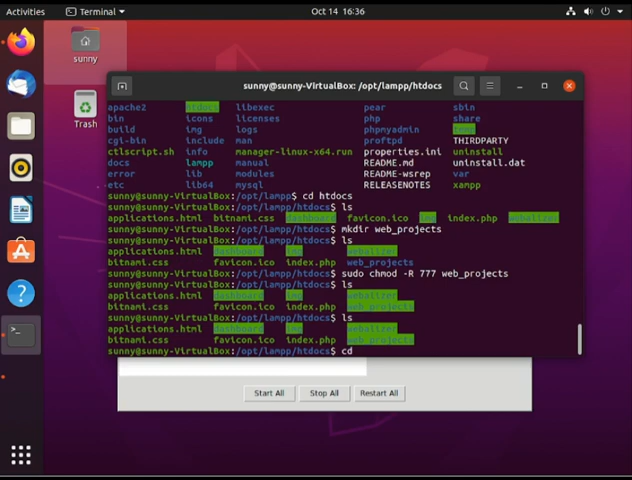 Activities
Terminal
Oct 14 16:36
sunny
Trash
sunny@sunny-VirtualBox: /opt/lampp/htdocs
apache2 htdocs libexec pear sbin
bin icons licenses php share
build img logs phpmyadmin temp
cgi-bin include man proftpd THIRDPARTY
ctlscript.sh info manager-linux-x64.run properties.ini uninstall
docs lampp manual README.md uninstall.dat
error lib modules README-wsrep var
etc lib64 mysql RELEASENOTES xampp
sunny@sunny-VirtualBox:/opt/lampp$ cd htdocs
sunny@sunny-VirtualBox:/opt/lampp/htdocs$ ls
applications.html bitnami.css dashboard favicon.ico img index.php webalizer
sunny@sunny-VirtualBox:/opt/lampp/htdocs$ mkdir web_projects
sunny@sunny-VirtualBox:/opt/lampp/htdocs$ ls
applications.html dashboard img webalizer
bitnami.css favicon.ico index.php web_projects
sunny@sunny-VirtualBox:/opt/lampp/htdocs$ sudo chmod -R 777 web_projects
sunny@sunny-VirtualBox:/opt/lampp/htdocs$ ls
applications.html dashboard img webalizer
bitnami.css favicon.ico index.php web_projects
sunny@sunny-VirtualBox:/opt/lampp/htdocs$ ls
applications.html dashboard img webalizer
bitnami.css favicon.ico index.php web_projects
sunny@sunny-VirtualBox:/opt/lampp/htdocs$ cd
Start All Stop All Restart All